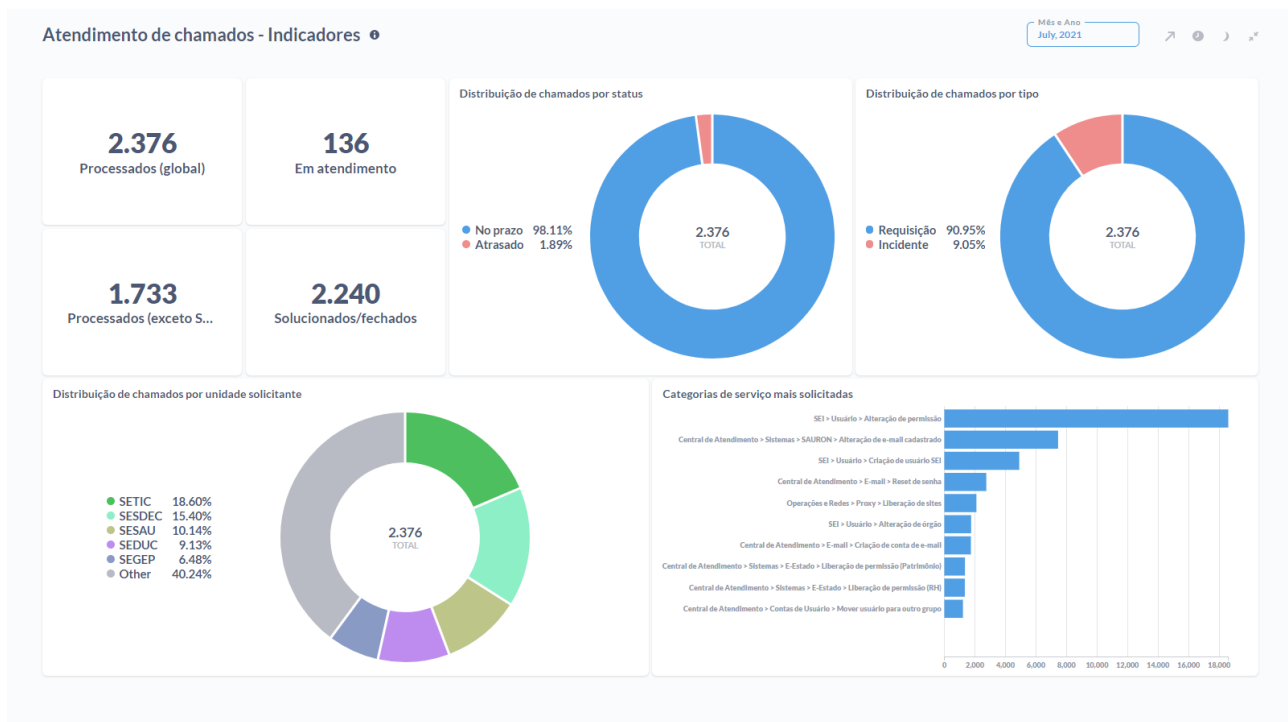 Atendimento de chamados - Indicadores
Mês e Ano
July, 2021
2.376
Processados (global)
136
Em atendimento
1.733
Processados (exceto S...
2.240
Solucionados/fechados
Distribuição de chamados por status
No prazo 98.11%
Atrasado 1.89%
2.376
TOTAL
Distribuição de chamados por tipo
Requisição 90.95%
Incidente 9.05%
2.376
TOTAL
Distribuição de chamados por unidade solicitante
SETIC 18.60%
SESDEC 15.40%
SESAU 10.14%
SEDUC 9.13%
SEGEP 6.48%
Other 40.24%
2.376
TOTAL
Categorias de serviço mais solicitadas
SEI > Usuário > Alteração de permissão
Central de Atendimento > Sistemas > SAURON > Alteração de e-mail cadastrado
SEI > Usuário > Criação de usuário SEI
Central de Atendimento > E-mail > Reset de senha
Operações e Redes > Proxy > Liberação de sites
SEI > Usuário > Alteração de órgão
Central de Atendimento > E-mail > Criação de conta de e-mail
Central de Atendimento > Sistemas > E-Estado > Liberação de permissão (Patrimônio)
Central de Atendimento > Sistemas > E-Estado > Liberação de permissão (RH)
Central de Atendimento > Contas de Usuário > Mover usuário para outro grupo
0 2,000 4,000 6,000 8,000 10,000 12,000 14,000 16,000 18,000